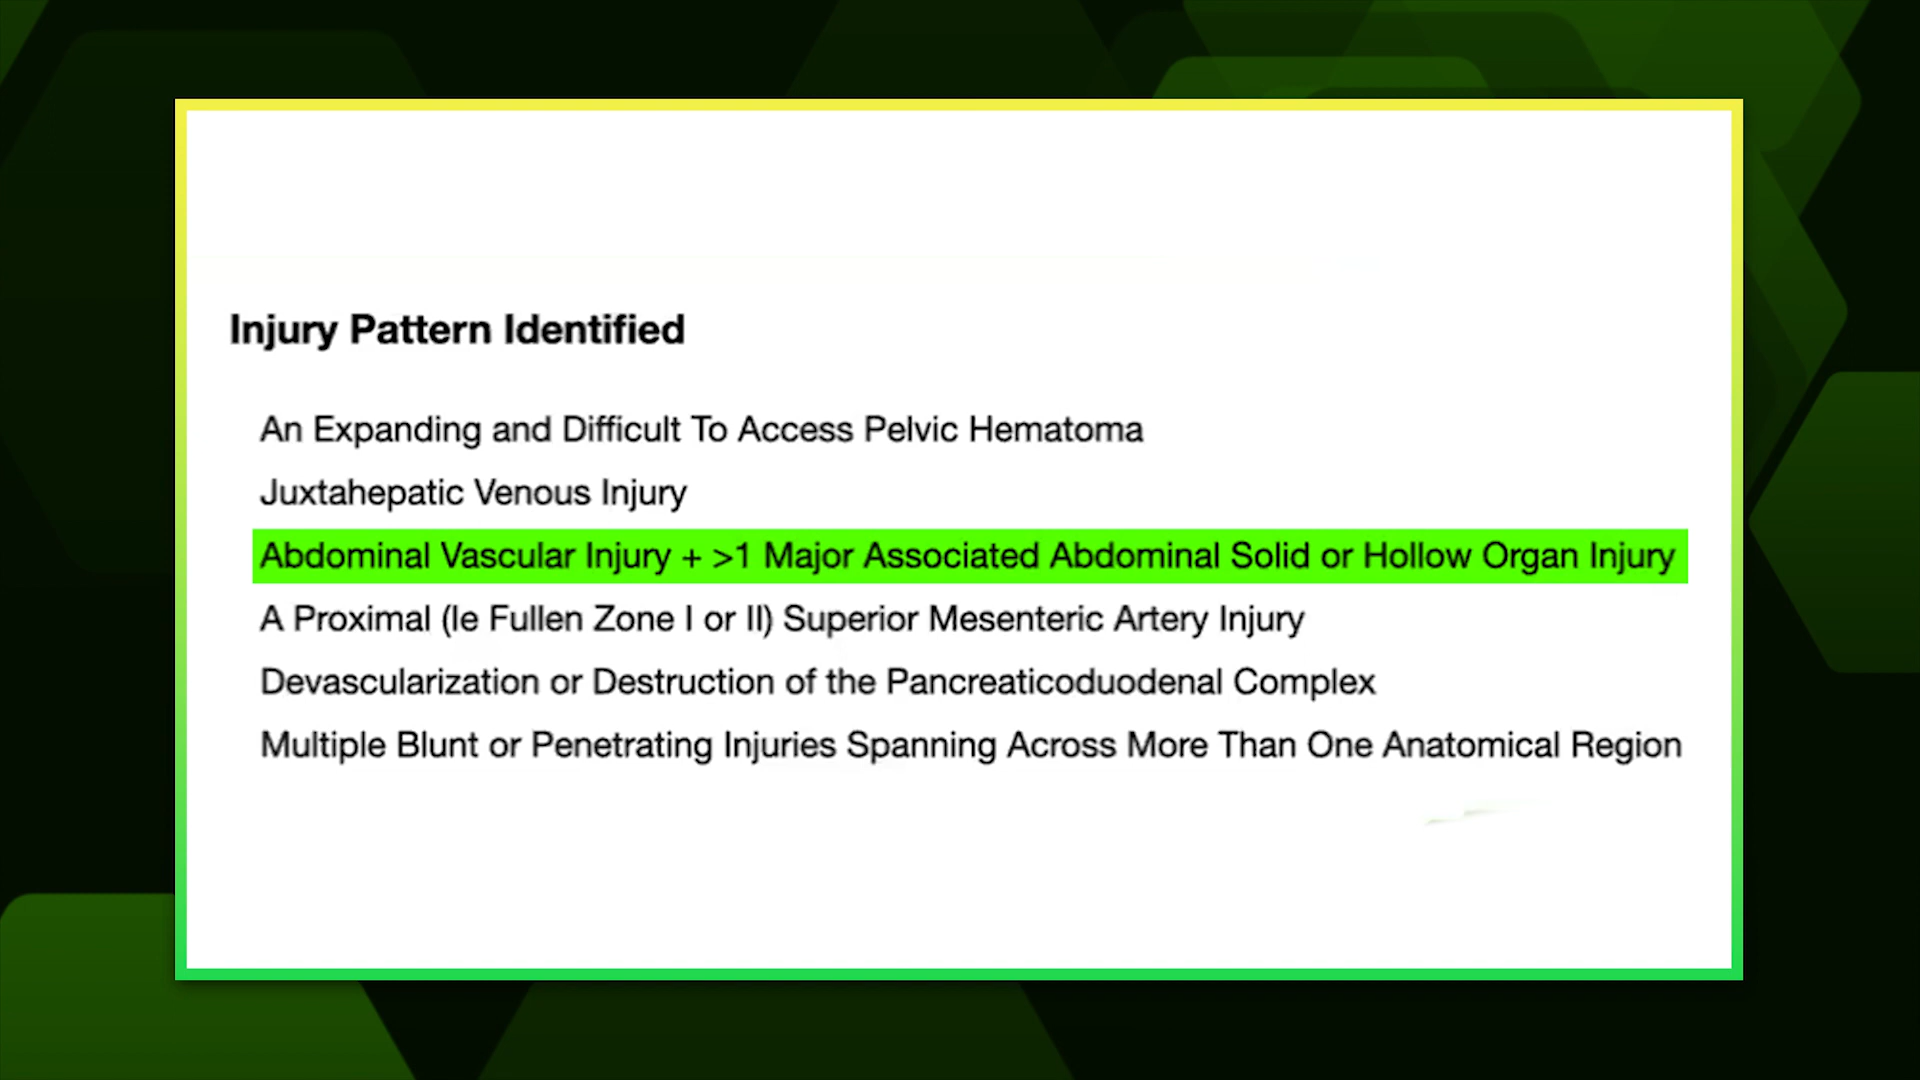 Injury Pattern Identified
An Expanding and Difficult To Access Pelvic Hematoma
Juxtahepatic Venous Injury
Abdominal Vascular Injury + >1 Major Associated Abdominal Solid or Hollow Organ Injury
A Proximal (Ie Fullen Zone I or II) Superior Mesenteric Artery Injury
Devascularization or Destruction of the Pancreaticoduodenal Complex
Multiple Blunt or Penetrating Injuries Spanning Across More Than One Anatomical Region